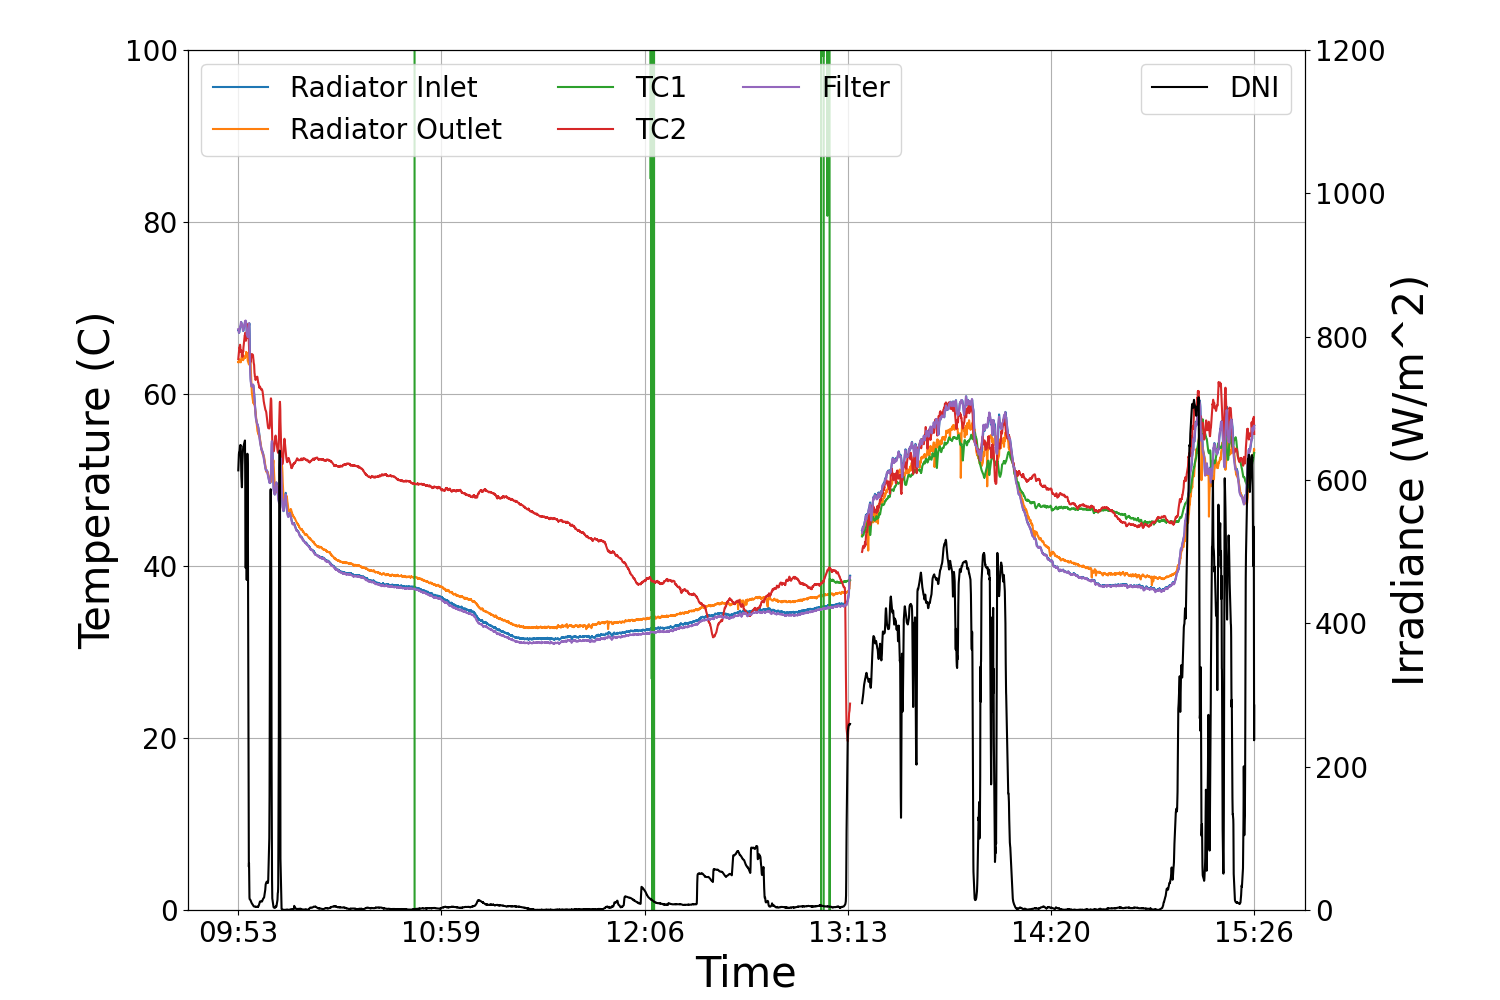 100
80
60
40
20
0
Temperature (C)
Radiator Inlet
Radiator Outlet
TC1
TC2
Filter
DNI
1200
1000
800
600
400
200
0
Irradiance (W/m^2)
09:53
10:59
12:06
13:13
14:20
15:26
Time